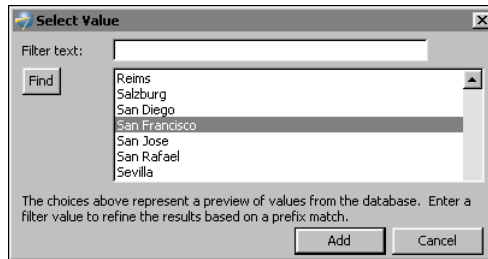 Select Value
Filter text:
Find
Reims
Salzburg
San Diego
San Francisco
San Jose
San Rafael
Sevilla
The choices above represent a preview of values from the database. Enter a
filter value to refine the results based on a prefix match.
Add
Cancel